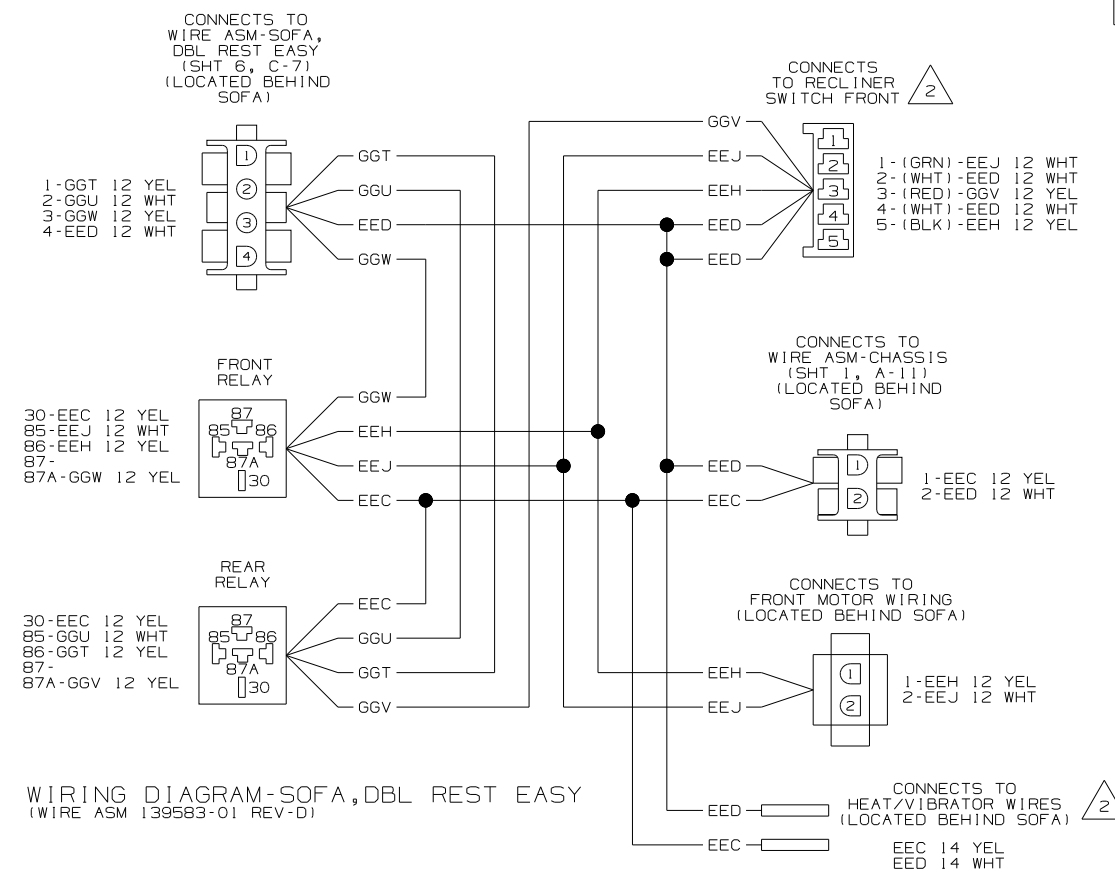 CONNECTS TO
WIRE ASM-SOFA,
DBL REST EASY
(SHT 6, C-7)
(LOCATED BEHIND
SOFA)
1
2
3
4
1-GGT 12 YEL
2-GGU 12 WHT
3-GGW 12 YEL
4-EED 12 WHT
GGT
GGU
EED
GGW
CONNECTS
TO RECLINER
SWITCH FRONT
2
GGV
EEJ
EEH
EED
EED
1
2
3
4
5
1-(GRN)-EEJ 12 WHT
2-(WHT)-EED 12 WHT
3-(RED)-GGV 12 YEL
4-(WHT)-EED 12 WHT
5-(BLK)-EEH 12 YEL
FRONT
RELAY
30-EEC 12 YEL
85-EEJ 12 WHT
86-EEH 12 YEL
87-
87A-GGW 12 YEL
87
85 86
87A
30
GGW
EEH
EEJ
EEC
CONNECTS TO
WIRE ASM-CHASSIS
(SHT 1, A-11)
(LOCATED BEHIND
SOFA)
EED
EEC
1
2
1-EEC 12 YEL
2-EED 12 WHT
REAR
RELAY
30-EEC 12 YEL
85-GGU 12 WHT
86-GGT 12 YEL
87-
87A-GGV 12 YEL
87
85 86
87A
30
EEC
GGU
GGT
GGV
CONNECTS TO
FRONT MOTOR WIRING
(LOCATED BEHIND SOFA)
EEH
EEJ
1
2
1-EEH 12 YEL
2-EEJ 12 WHT
WIRING DIAGRAM-SOFA,DBL REST EASY
(WIRE ASM 139583-01 REV-D)
EED
EEC
CONNECTS TO
HEAT/VIBRATOR WIRES
(LOCATED BEHIND SOFA)
2
EEC 14 YEL
EED 14 WHT